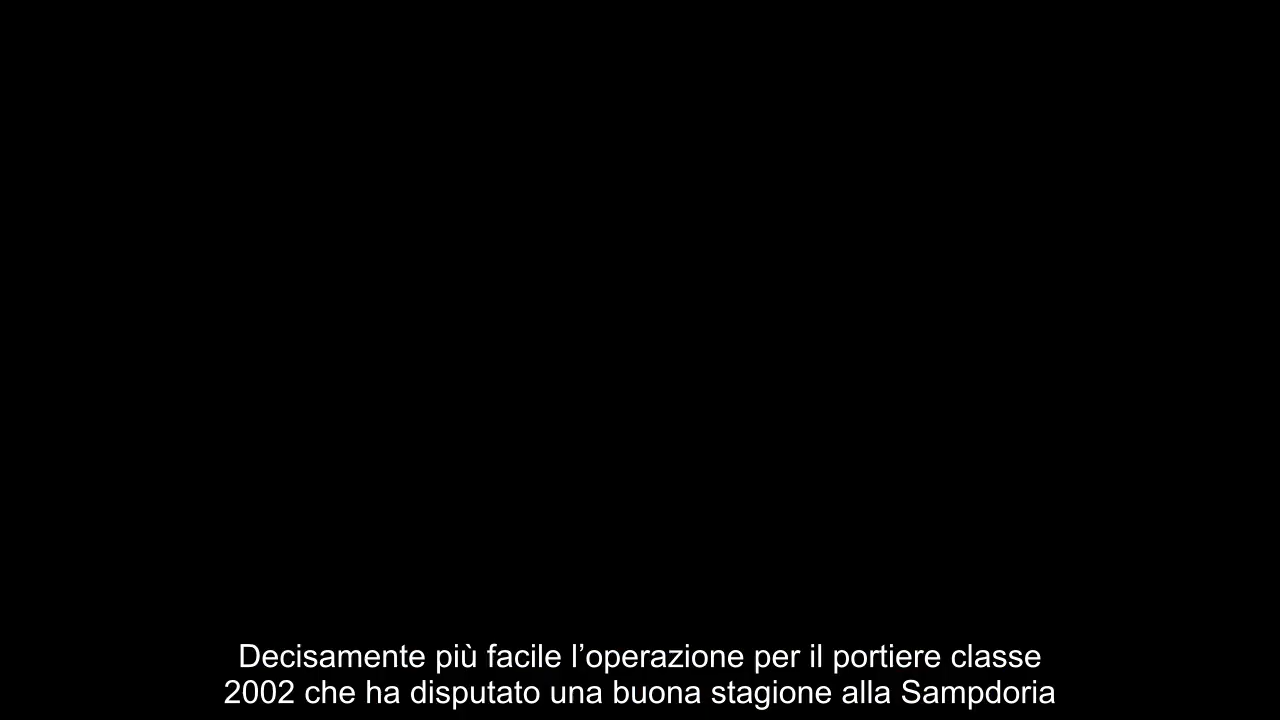 Decisamente più facile l’operazione per il portiere classe
2002 che ha disputato una buona stagione alla Sampdoria